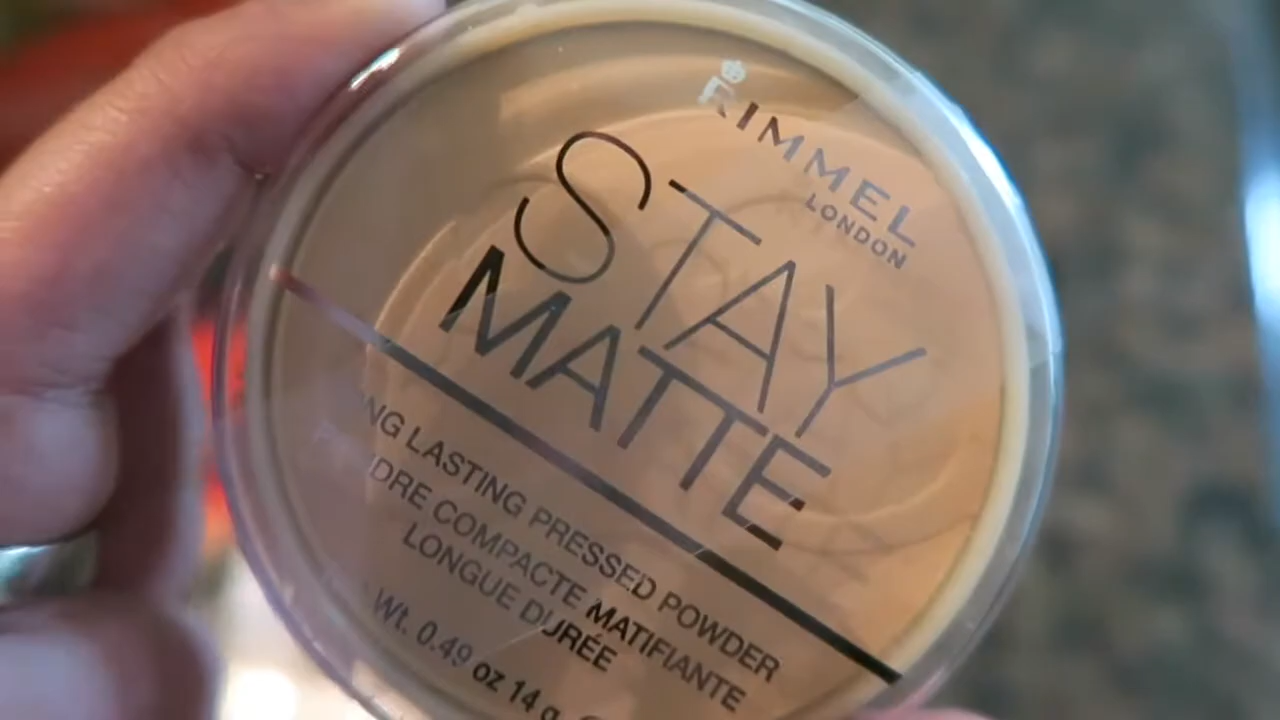 RIMMEL
LONDON
STAY
MATTE
NG LASTING PRESSED POWDER
DRE COMPACTE MATIFIANTE
LONGUE DURÉE
Wt. 0.49 oz 14 g